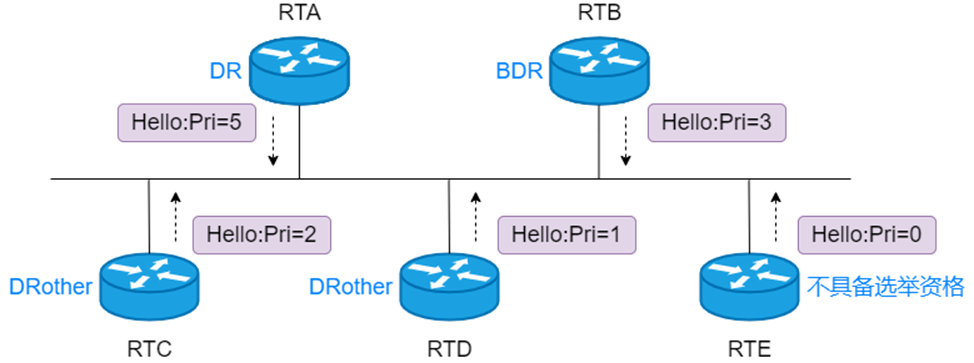 RTA
RTB
DR
BDR
Hello:Pri=5
Hello:Pri=3
Hello:Pri=2
Hello:Pri=1
Hello:Pri=0
DRother
DRother
不具备选举资格
RTC
RTD
RTE